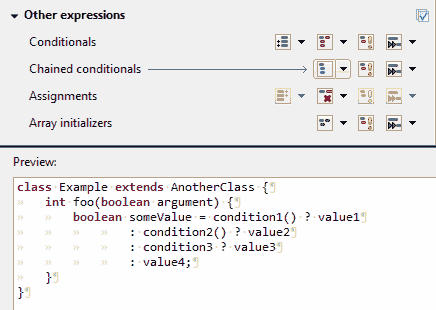 Other expressions
Conditionals
Chained conditionals
Assignments
Array initializers
Preview:
class Example extends AnotherClass {
int foo(boolean argument) {
boolean someValue = condition1() ? value1
: condition2() ? value2
: condition3 ? value3
: value4;
}
}